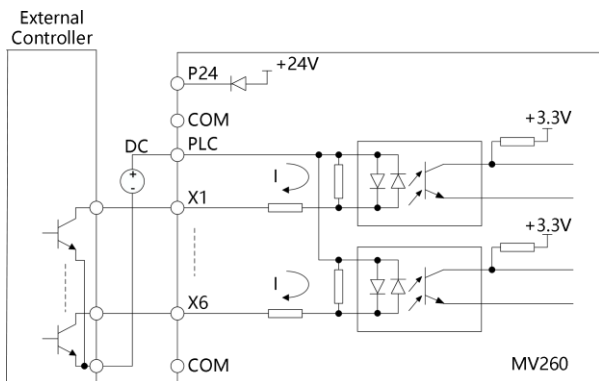 External
Controller
P24
+24V
COM
DC
PLC
+3.3V
+
-
I
X1
+3.3V
I
X6
COM
MV260